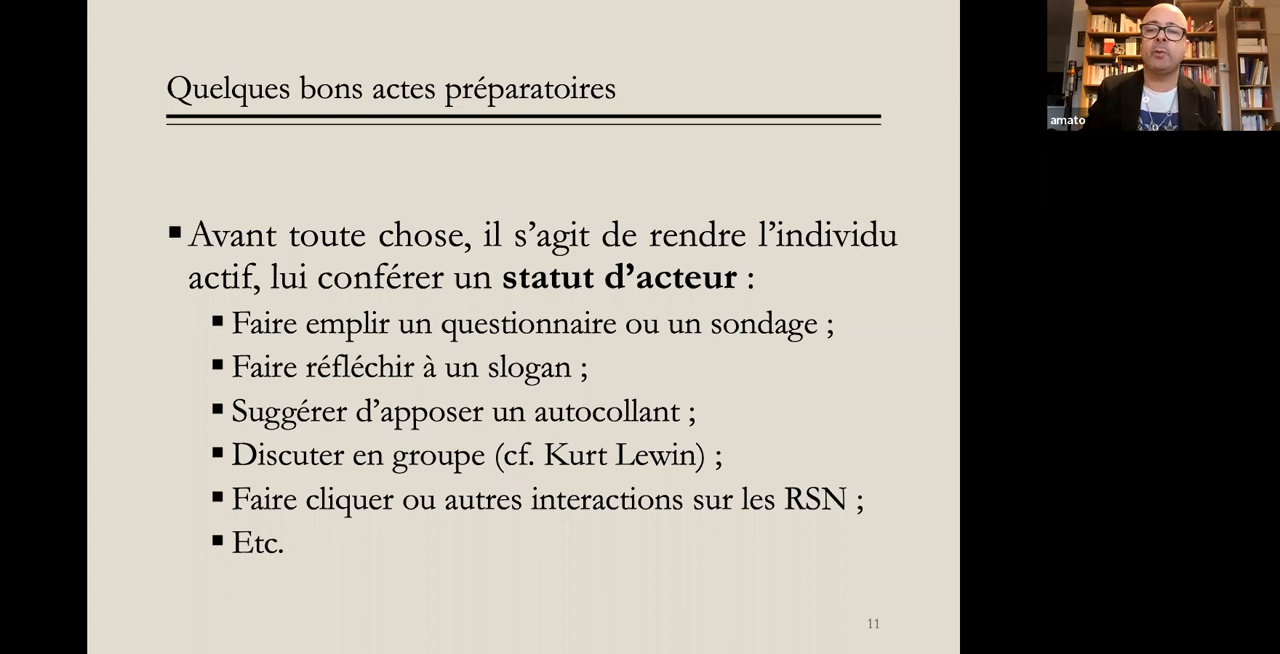 Quelques bons actes préparatoires
▪ Avant toute chose, il s’agit de rendre l’individu
actif, lui conférer un statut d’acteur :
▪ Faire emplir un questionnaire ou un sondage ;
▪ Faire réfléchir à un slogan ;
▪ Suggérer d’apposer un autocollant ;
▪ Discuter en groupe (cf. Kurt Lewin) ;
▪ Faire cliquer ou autres interactions sur les RSN ;
▪ Etc.
11
amato